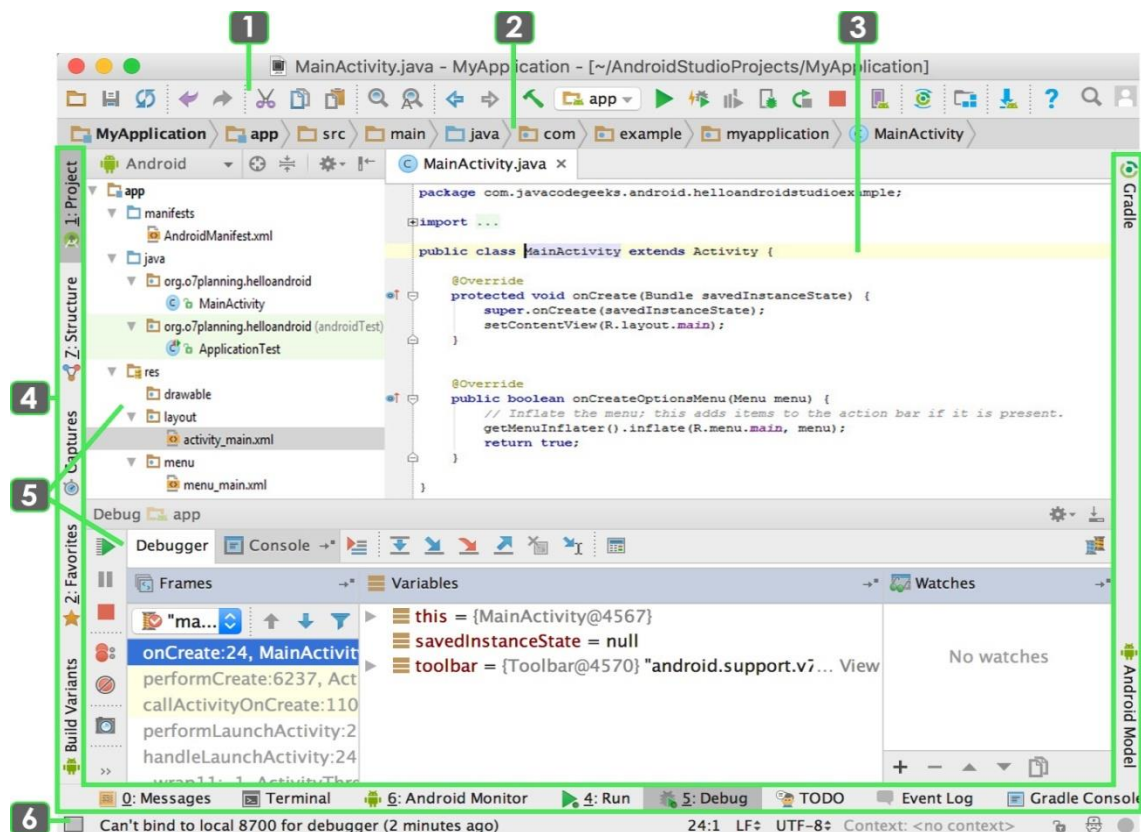 1 2 3
MainActivity.java - MyApplication - [~/AndroidStudioProjects/MyApplication]
app
MyApplication app src main java com example myapplication MainActivity
1: Project
Z: Structure
Captures
2: Favorites
Build Variants
4
5
6
Android
app
manifests
AndroidManifest.xml
java
org.o7planning.helloandroid
MainActivity
org.o7planning.helloandroid (androidTest)
ApplicationTest
res
drawable
layout
activity_main.xml
menu
menu_main.xml
MainActivity.java ×
package com.javacodegeeks.android.helloandroidstudioexample;
import ...
public class MainActivity extends Activity {
@Override
protected void onCreate(Bundle savedInstanceState) {
super.onCreate(savedInstanceState);
setContentView(R.layout.main);
}
@Override
public boolean onCreateOptionsMenu(Menu menu) {
// Inflate the menu; this adds items to the action bar if it is present.
getMenuInflater().inflate(R.menu.main, menu);
return true;
}
}
Gradle
Android Model
Debug app
Debugger Console
Frames
Variables
Watches
"ma...
onCreate:24, MainActivit
performCreate:6237, Act
callActivityOnCreate:110
performLaunchActivity:2
handleLaunchActivity:24
this = {MainActivity@4567}
savedInstanceState = null
toolbar = {Toolbar@4570} "android.support.v7... View
No watches
0: Messages Terminal 6: Android Monitor 4: Run 5: Debug TODO Event Log Gradle Console
Can't bind to local 8700 for debugger (2 minutes ago) 24:1 LF UTF-8 Context: <no context>